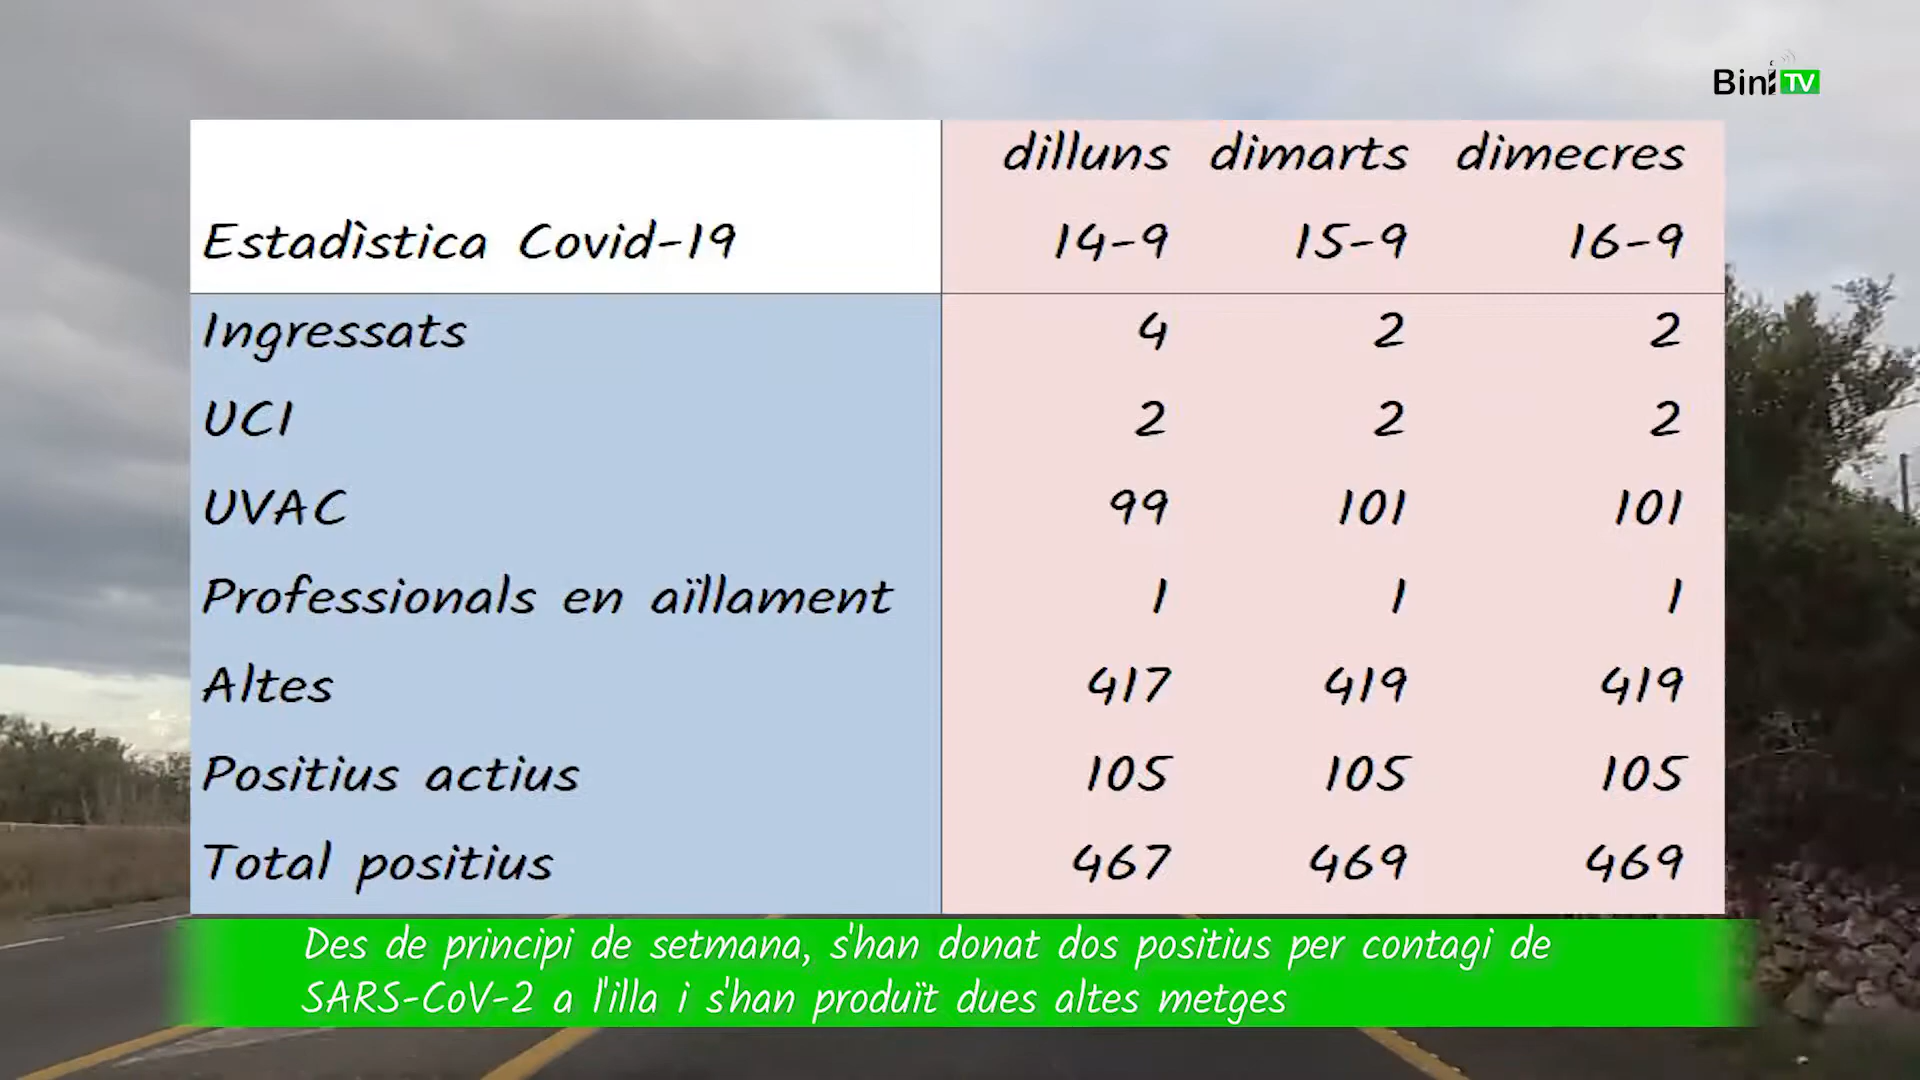 Bini TV
dilluns dimarts dimecres
Estadìstica Covid-19 14-9 15-9 16-9
Ingressats 4 2 2
UCI 2 2 2
UVAC 99 101 101
Professionals en aïllament 1 1 1
Altes 417 419 419
Positius actius 105 105 105
Total positius 467 469 469
Des de principi de setmana, s'han donat dos positius per contagi de
SARS-CoV-2 a l'illa i s'han produït dues altes metges